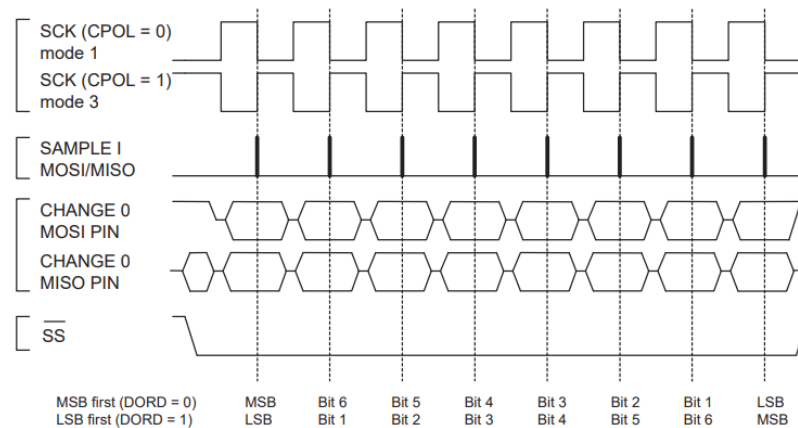 SCK (CPOL = 0)
mode 1
SCK (CPOL = 1)
mode 3
SAMPLE I
MOSI/MISO
CHANGE 0
MOSI PIN
CHANGE 0
MISO PIN
SS
MSB first (DORD = 0) MSB Bit 6 Bit 5 Bit 4 Bit 3 Bit 2 Bit 1 LSB
LSB first (DORD = 1) LSB Bit 1 Bit 2 Bit 3 Bit 4 Bit 5 Bit 6 MSB